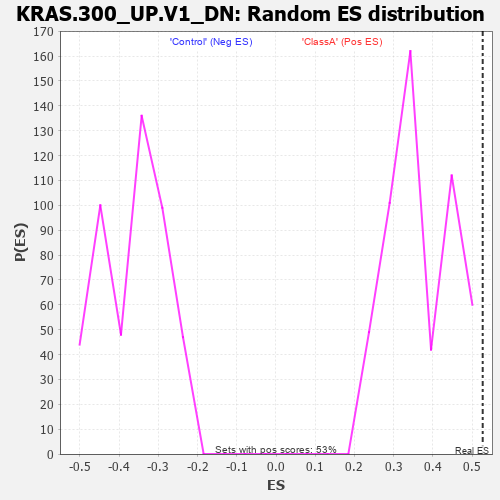 KRAS.300_UP.V1_DN: Random ES distribution
'Control' (Neg ES)
'ClassA' (Pos ES)
170
160
150
140
130
120
110
100
90
80
70
60
50
40
30
20
10
0
P(ES)
Sets with pos scores: 53%
Real ES
-0.5 -0.4 -0.3 -0.2 -0.1 0.0 0.1 0.2 0.3 0.4 0.5
ES